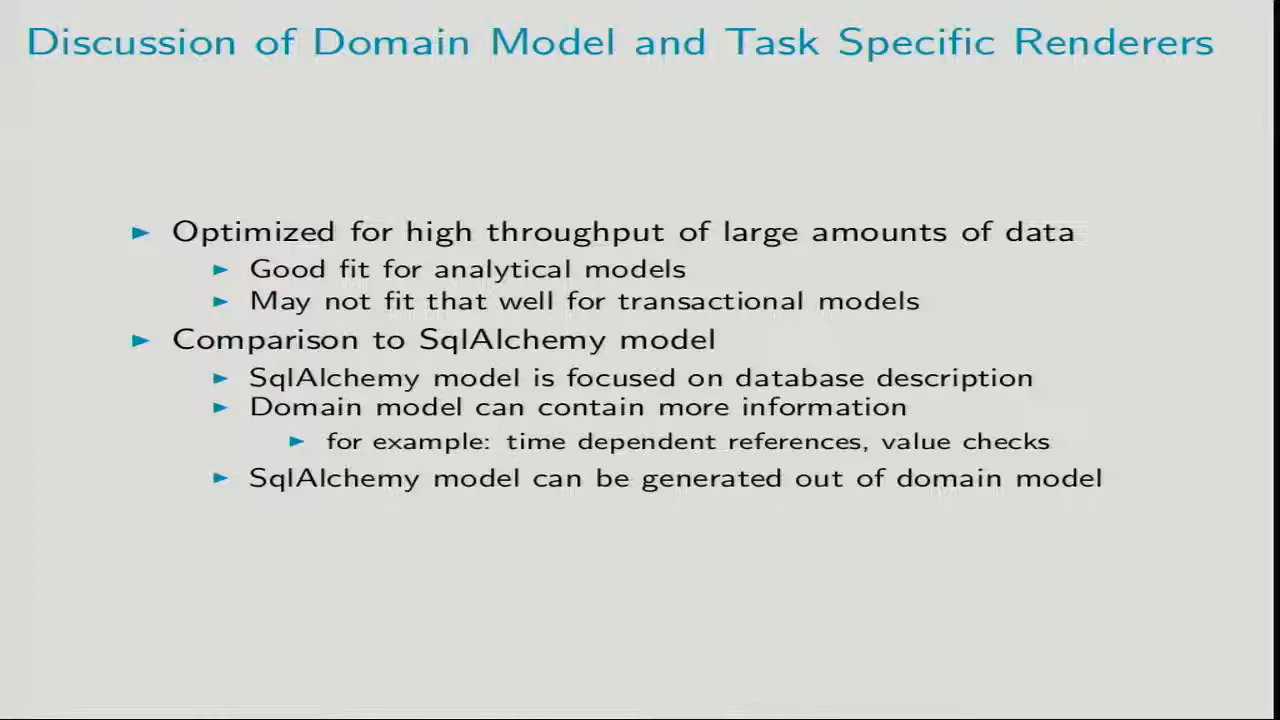 Discussion of Domain Model and Task Specific Renderers
Optimized for high throughput of large amounts of data
Good fit for analytical models
May not fit that well for transactional models
Comparison to SqlAlchemy model
SqlAlchemy model is focused on database description
Domain model can contain more information
for example: time dependent references, value checks
SqlAlchemy model can be generated out of domain model